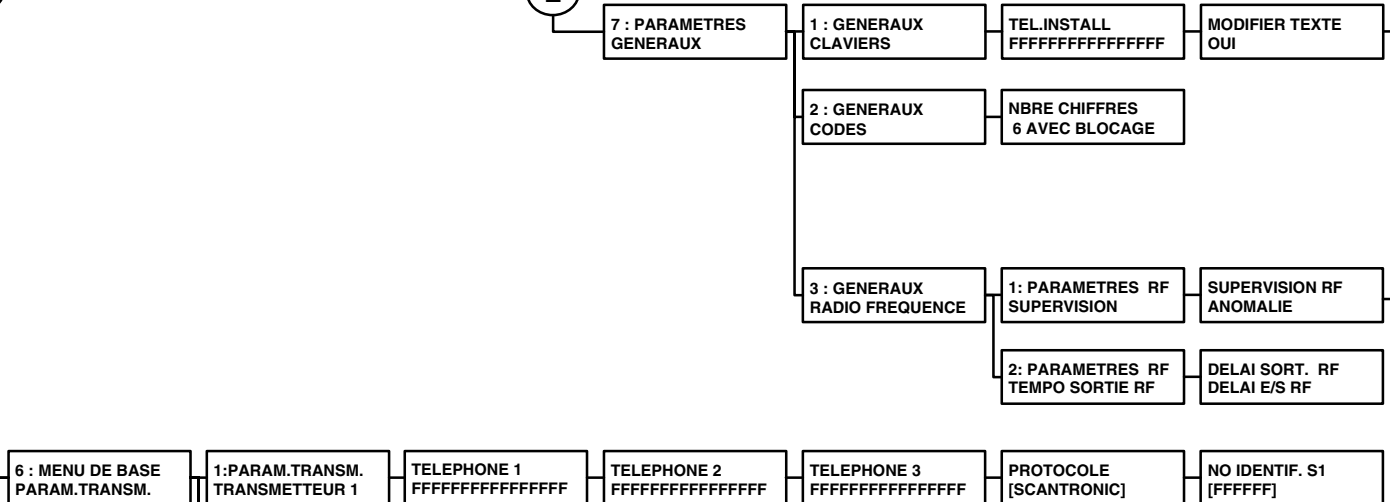 7 : PARAMETRES
GENERAUX
1 : GENERAUX
CLAVIERS
TEL.INSTALL
FFFFFFFFFFFFFFFF
MODIFIER TEXTE
OUI
2 : GENERAUX
CODES
NBRE CHIFFRES
6 AVEC BLOCAGE
3 : GENERAUX
RADIO FREQUENCE
1: PARAMETRES RF
SUPERVISION
SUPERVISION RF
ANOMALIE
2: PARAMETRES RF
TEMPO SORTIE RF
DELAI SORT. RF
DELAI E/S RF
6 : MENU DE BASE
PARAM.TRANSM.
1:PARAM.TRANSM.
TRANSMETTEUR 1
TELEPHONE 1
FFFFFFFFFFFFFFFF
TELEPHONE 2
FFFFFFFFFFFFFFFF
TELEPHONE 3
FFFFFFFFFFFFFFFF
PROTOCOLE
[SCANTRONIC]
NO IDENTIF. S1
[FFFFFF]